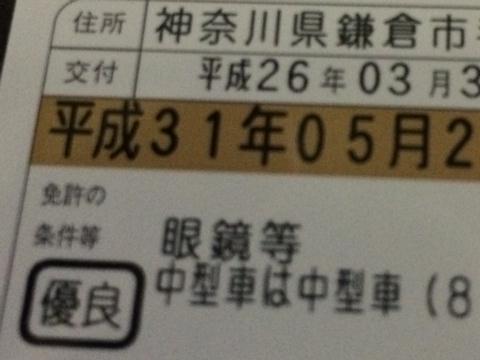 住所 神奈川県鎌倉市
交付 平成26年03月3
平成31年05月2
免許の
条件等 眼鏡等
中型車は中型車(8
優良